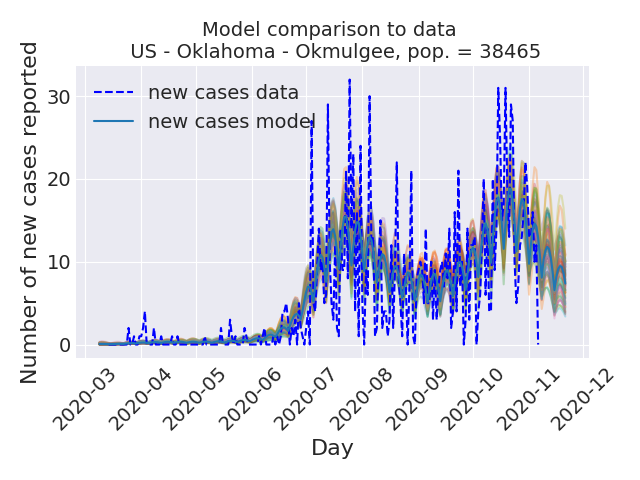 Model comparison to data
US - Oklahoma - Okmulgee, pop. = 38465
Number of new cases reported
30
20
10
0
new cases data
new cases model
2020-03
2020-04
2020-05
2020-06
2020-07
2020-08
2020-09
2020-10
2020-11
2020-12
Day